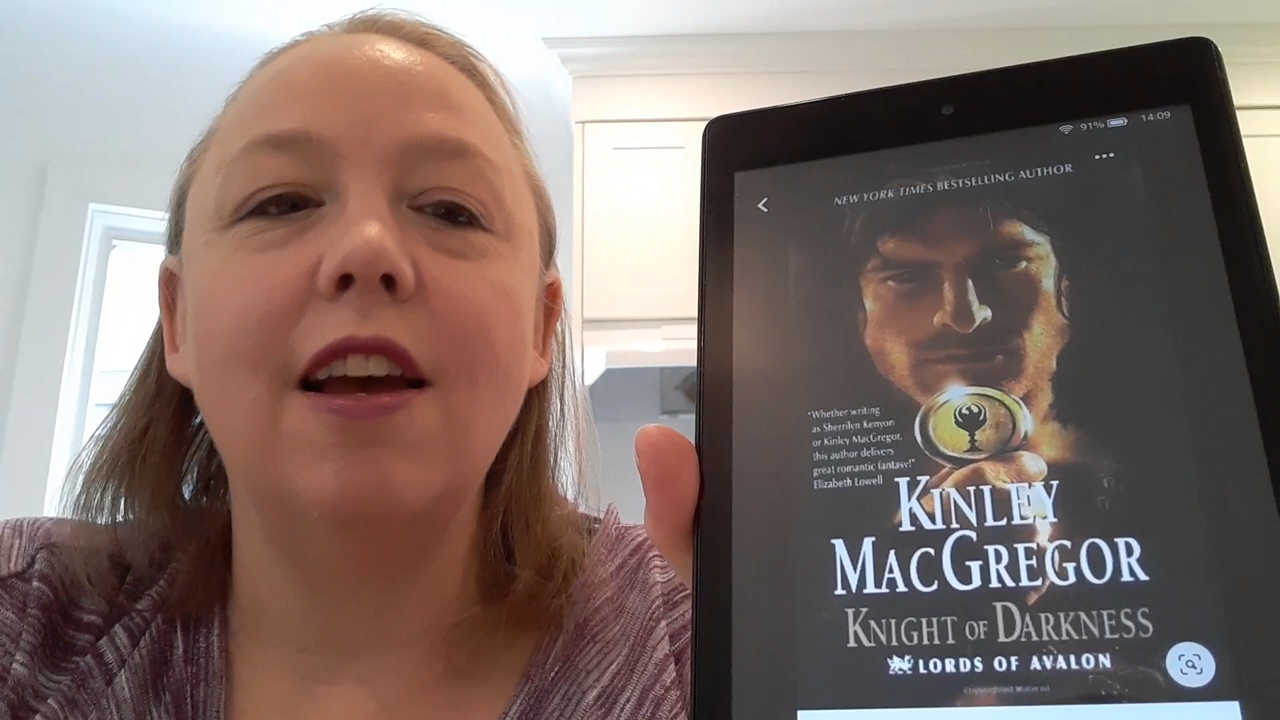 91% 14:09
NEW YORK TIMES BESTSELLING AUTHOR
"Whether writing
as Sherrilyn Kenyon
or Kinley MacGregor,
this author delivers
great romantic fantasy!"
Elizabeth Lowell
KINLEY
MACGREGOR
KNIGHT OF DARKNESS
LORDS OF AVALON